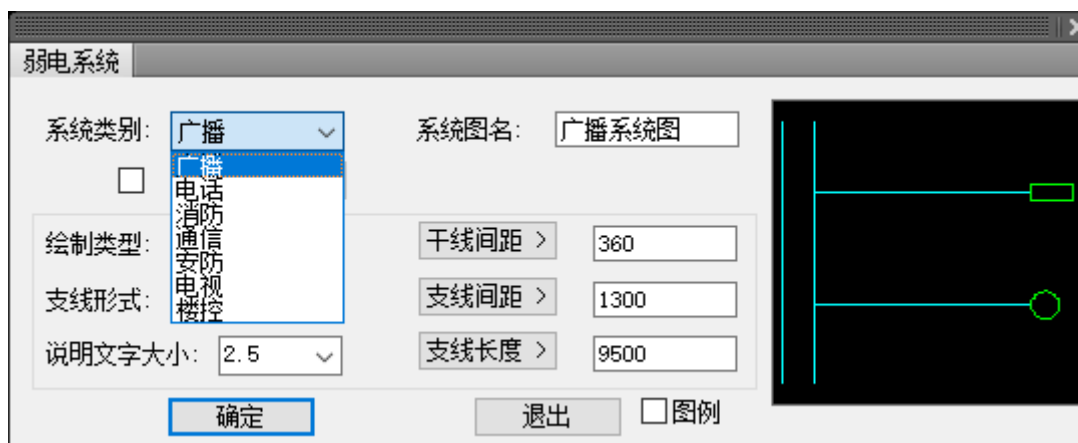 弱电系统
系统类别: 广播 系统图名: 广播系统图
广播
电话
消防
绘制类型: 通信 干线间距 > 360
安防
支线形式: 电视 支线间距 > 1300
楼控
说明文字大小: 2.5 支线长度 > 9500
确定 退出 图例